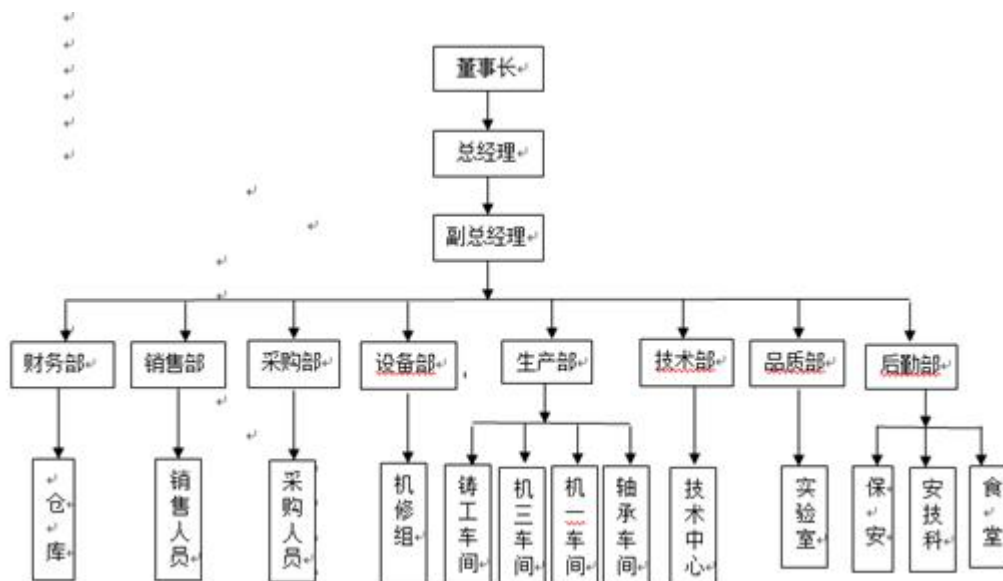 董事长
总经理
副总经理
财务部
销售部
采购部
设备部
生产部
技术部
品质部
后勤部
仓库
销售人员
采购人员
机修组
铸工车间
机三车间
机一车间
轴承车间
技术中心
实验室
保安
安技科
食堂